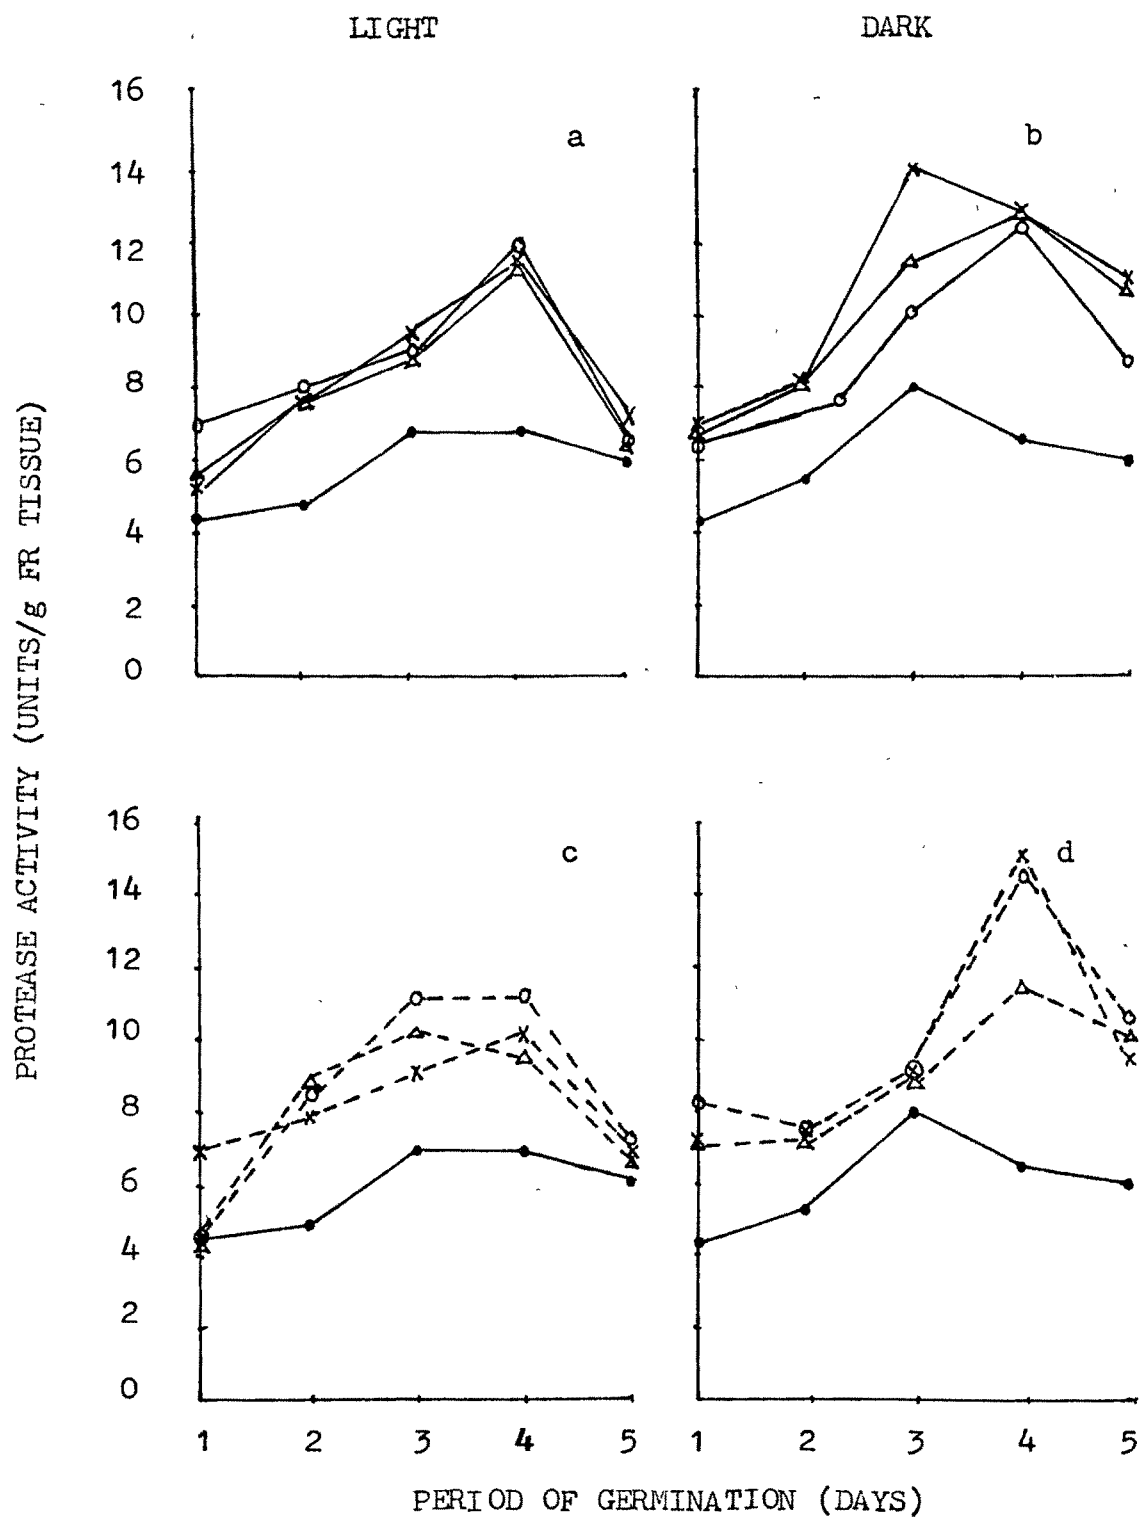 LIGHT
DARK
PROTEASE ACTIVITY (UNITS/g FR TISSUE)
16
14
12
10
8
6
4
2
0
a
b
16
14
12
10
8
6
4
2
0
c
d
1 2 3 4 5
1 2 3 4 5
PERIOD OF GERMINATION (DAYS)